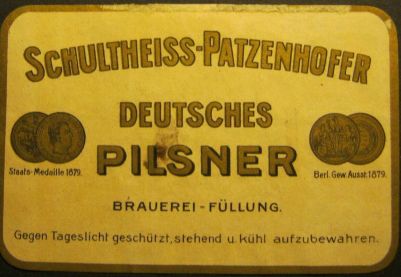 SCHULTHEISS-PATZENHOFER
DEUTSCHES
PILSNER
Staats-Medaille 1879.
Berl. Gew. Ausst. 1879.
BRAUEREI-FÜLLUNG.
Gegen Tageslicht geschützt, stehend u. kühl aufzubewahren.